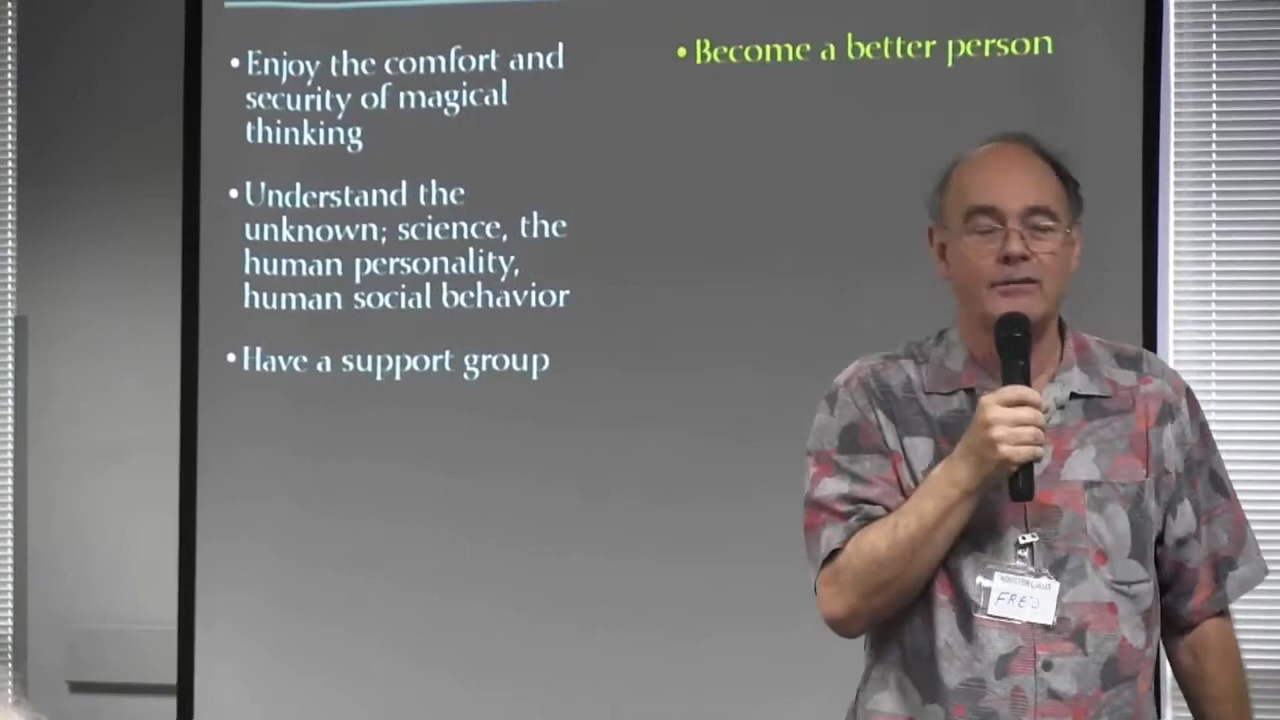 • Enjoy the comfort and
security of magical
thinking
• Understand the
unknown; science, the
human personality,
human social behavior
• Have a support group
• Become a better person
FRED